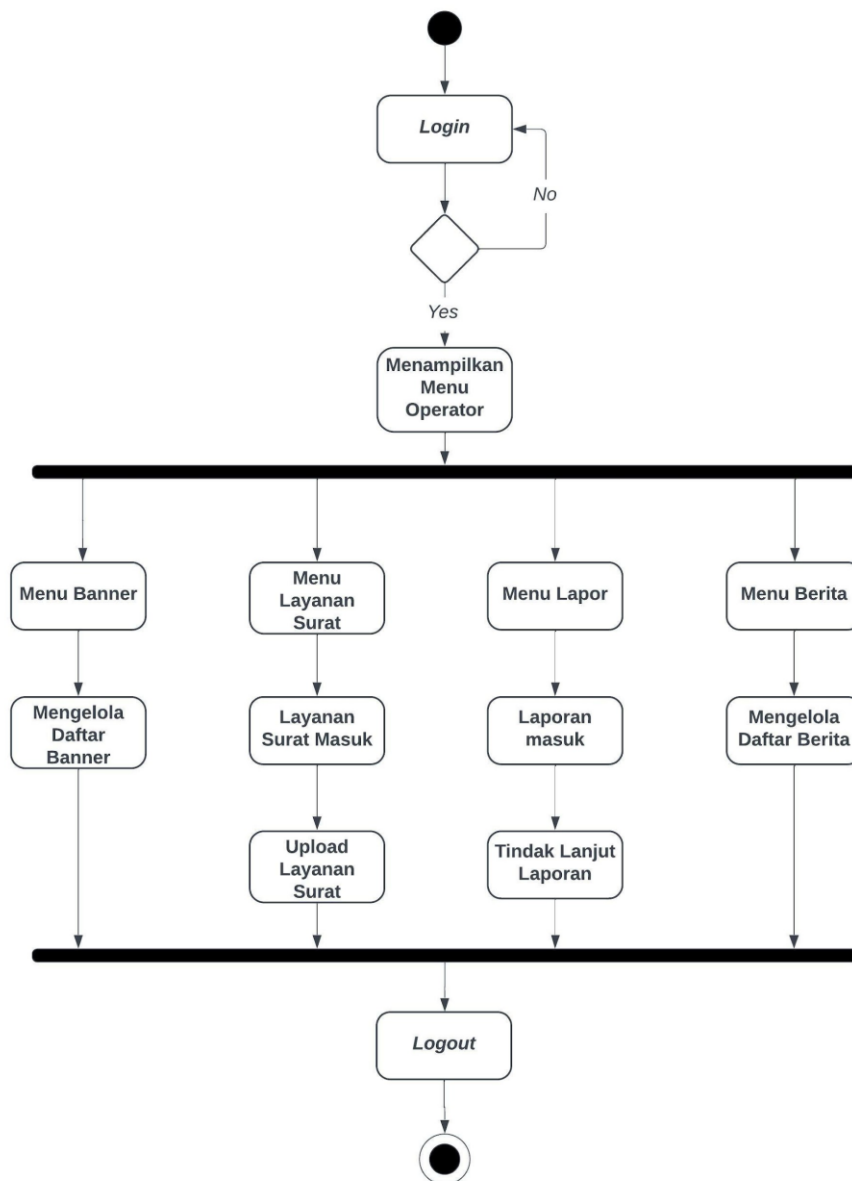 Login
No
Yes
Menampilkan
Menu
Operator
Menu Banner
Menu
Layanan
Surat
Menu Lapor
Menu Berita
Mengelola
Daftar
Banner
Layanan
Surat Masuk
Laporan
masuk
Mengelola
Daftar Berita
Upload
Layanan
Surat
Tindak Lanjut
Laporan
Logout